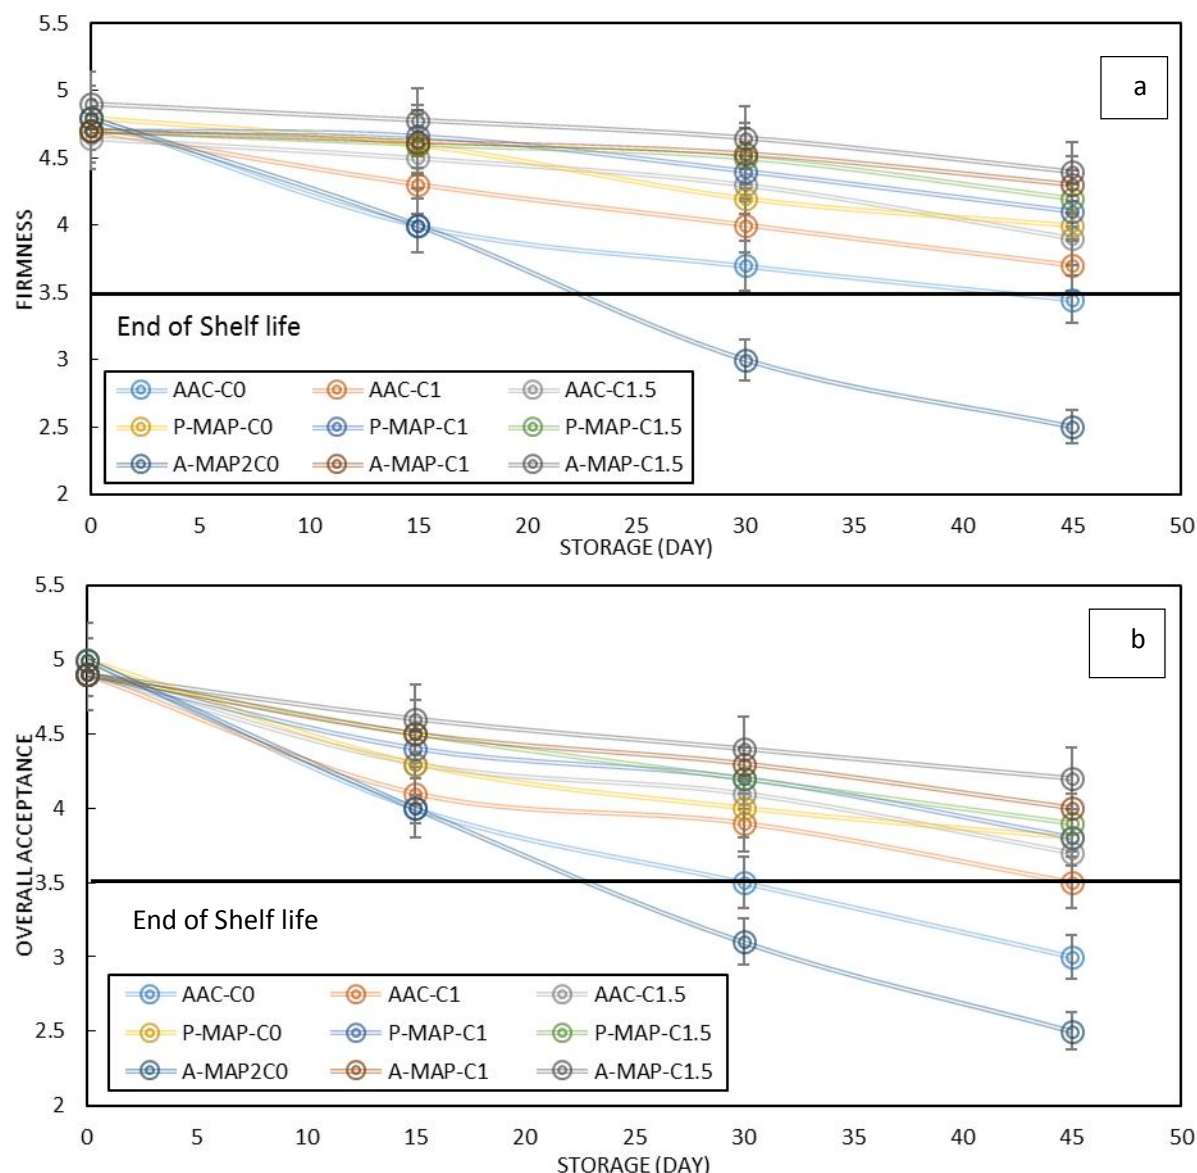 5.5
a
5
4.5
4
3.5
3
2.5
2
FIRMNESS
End of Shelf life
AAC-C0 AAC-C1 AAC-C1.5
P-MAP-C0 P-MAP-C1 P-MAP-C1.5
A-MAP2C0 A-MAP-C1 A-MAP-C1.5
0 5 10 15 20 25 30 35 40 45 50
STORAGE (DAY)
5.5
b
5
4.5
4
3.5
3
2.5
2
OVERALL ACCEPTANCE
End of Shelf life
AAC-C0 AAC-C1 AAC-C1.5
P-MAP-C0 P-MAP-C1 P-MAP-C1.5
A-MAP2C0 A-MAP-C1 A-MAP-C1.5
0 5 10 15 20 25 30 35 40 45 50
STORAGE (DAY)